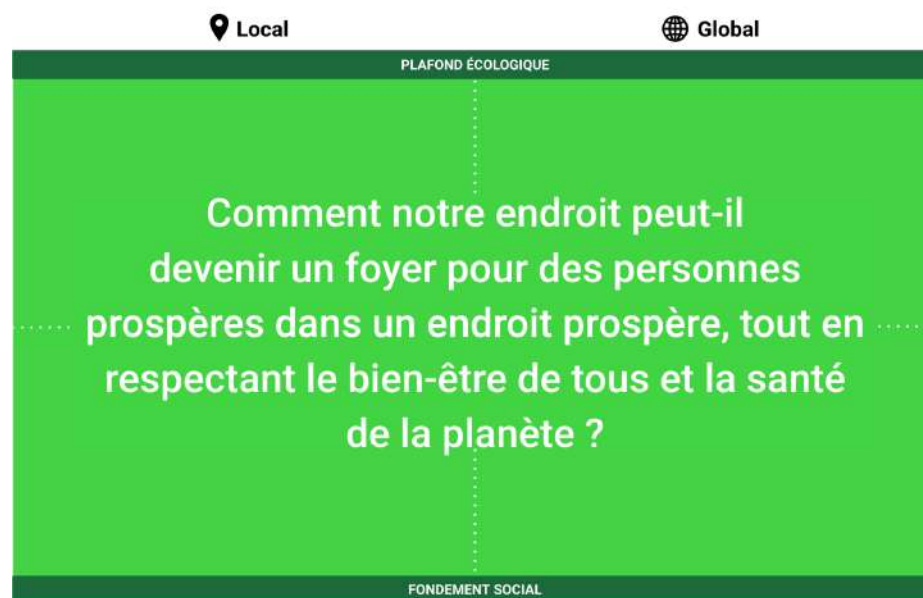 Local
Global
PLAFOND ÉCOLOGIQUE
Comment notre endroit peut-il
devenir un foyer pour des personnes
prospères dans un endroit prospère, tout en
respectant le bien-être de tous et la santé
de la planète ?
FONDEMENT SOCIAL